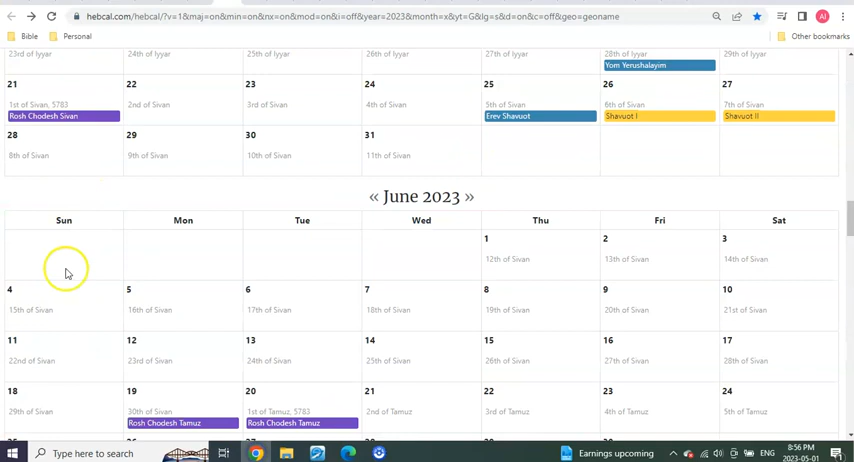 hebcal.com/hebcal/?v=1&maj=on&min=on&nx=on&mod=on&i=off&year=2023&month=x&yt=G&lg=s&d=on&c=off&geo=geoname
AI
Bible Personal Other bookmarks
23rd of Iyyar 24th of Iyyar 25th of Iyyar 26th of Iyyar 27th of Iyyar 28th of Iyyar 29th of Iyyar
Yom Yerushalayim
21 22 23 24 25 26 27
1st of Sivan, 5783 2nd of Sivan 3rd of Sivan 4th of Sivan 5th of Sivan 6th of Sivan 7th of Sivan
Rosh Chodesh Sivan Erev Shavuot Shavuot I Shavuot II
28 29 30 31
8th of Sivan 9th of Sivan 10th of Sivan 11th of Sivan
« June 2023 »
Sun Mon Tue Wed Thu Fri Sat
1 2 3
12th of Sivan 13th of Sivan 14th of Sivan
4 5 6 7 8 9 10
15th of Sivan 16th of Sivan 17th of Sivan 18th of Sivan 19th of Sivan 20th of Sivan 21st of Sivan
11 12 13 14 15 16 17
22nd of Sivan 23rd of Sivan 24th of Sivan 25th of Sivan 26th of Sivan 27th of Sivan 28th of Sivan
18 19 20 21 22 23 24
29th of Sivan 30th of Sivan 1st of Tamuz, 5783 2nd of Tamuz 3rd of Tamuz 4th of Tamuz 5th of Tamuz
Rosh Chodesh Tamuz Rosh Chodesh Tamuz
Type here to search Earnings upcoming ENG 8:56 PM
2023-05-01